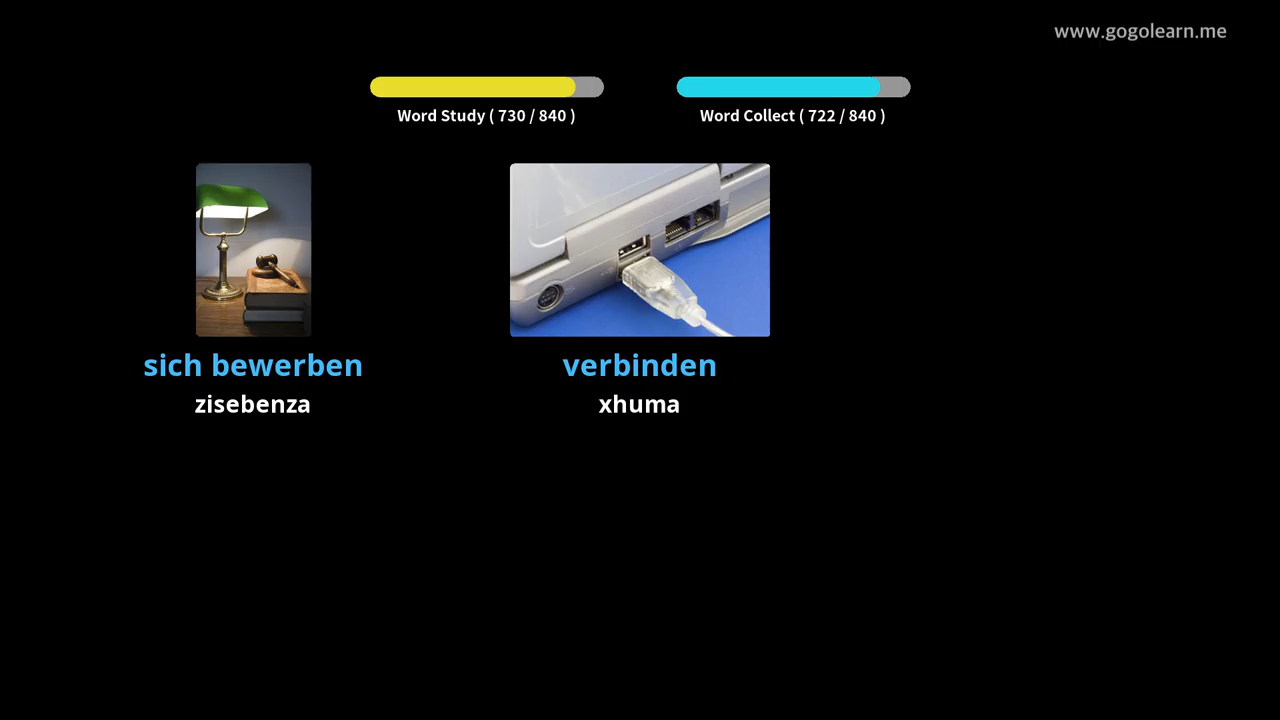 www.gogolearn.me
Word Study ( 730 / 840 )
Word Collect ( 722 / 840 )
sich bewerben
zisebenza
verbinden
xhuma